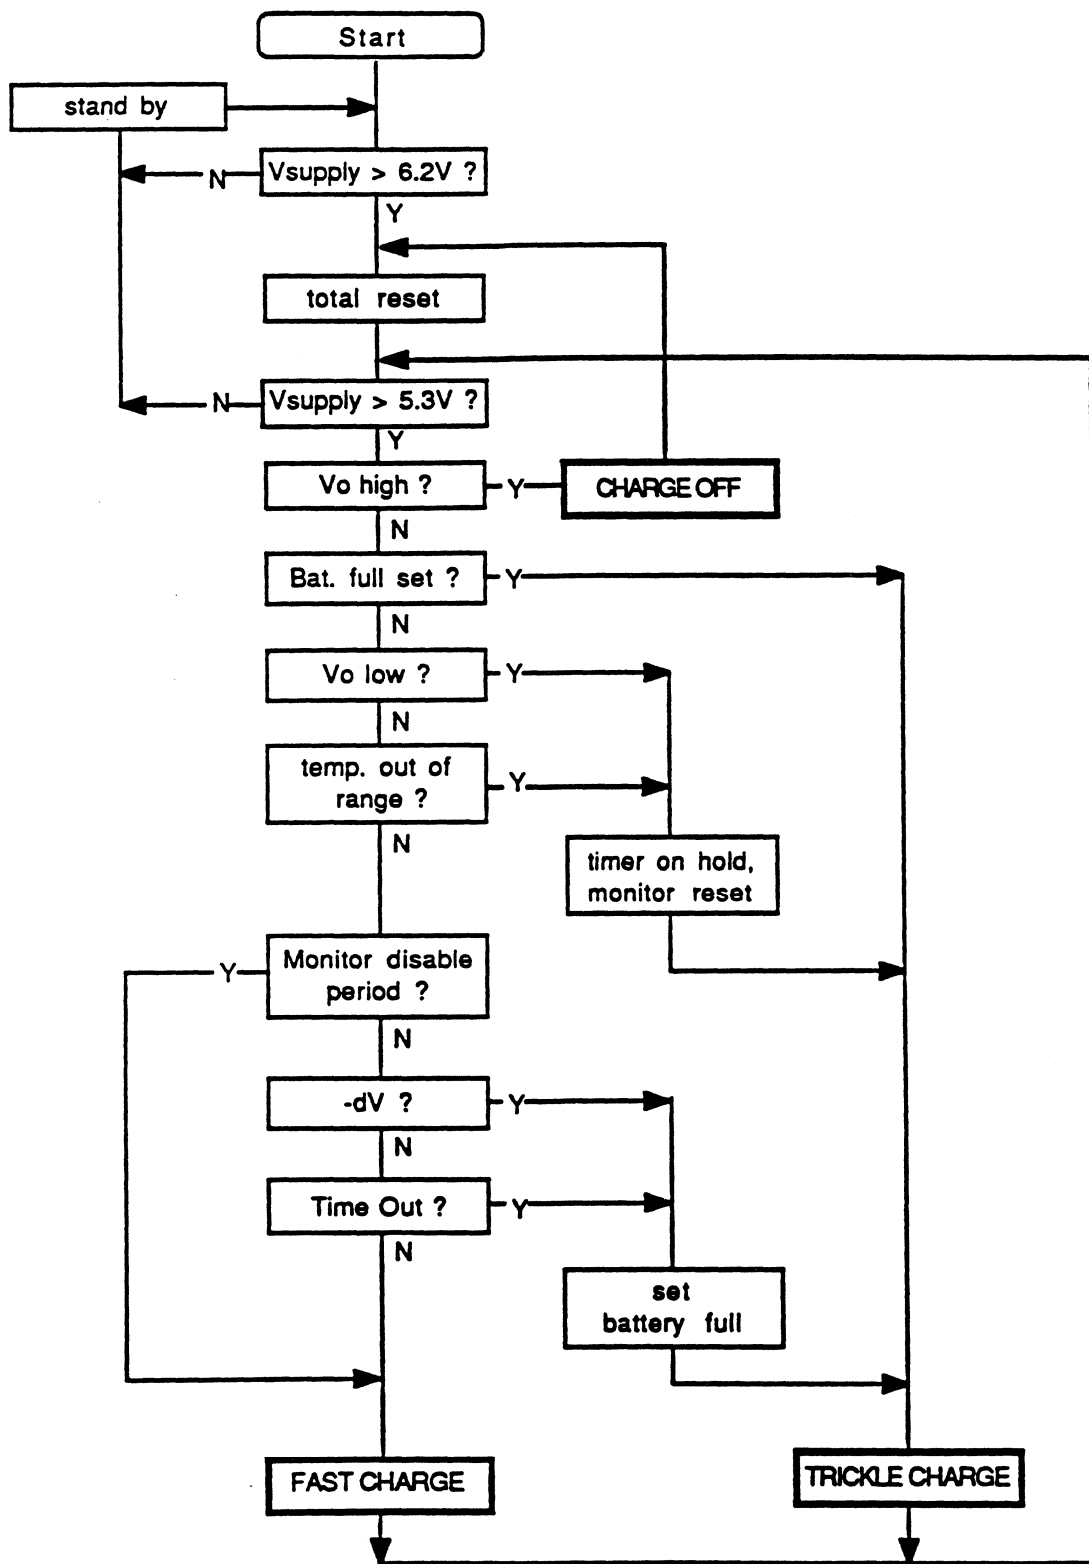 Start
stand by
N
Vsupply > 6.2V ?
Y
total reset
N
Vsupply > 5.3V ?
Y
Vo high ?
Y
CHARGE OFF
N
Bat. full set ?
Y
N
Vo low ?
Y
N
temp. out of
range ?
Y
N
timer on hold,
monitor reset
Y
Monitor disable
period ?
N
-dV ?
Y
N
Time Out ?
Y
N
set
battery full
FAST CHARGE
TRICKLE CHARGE